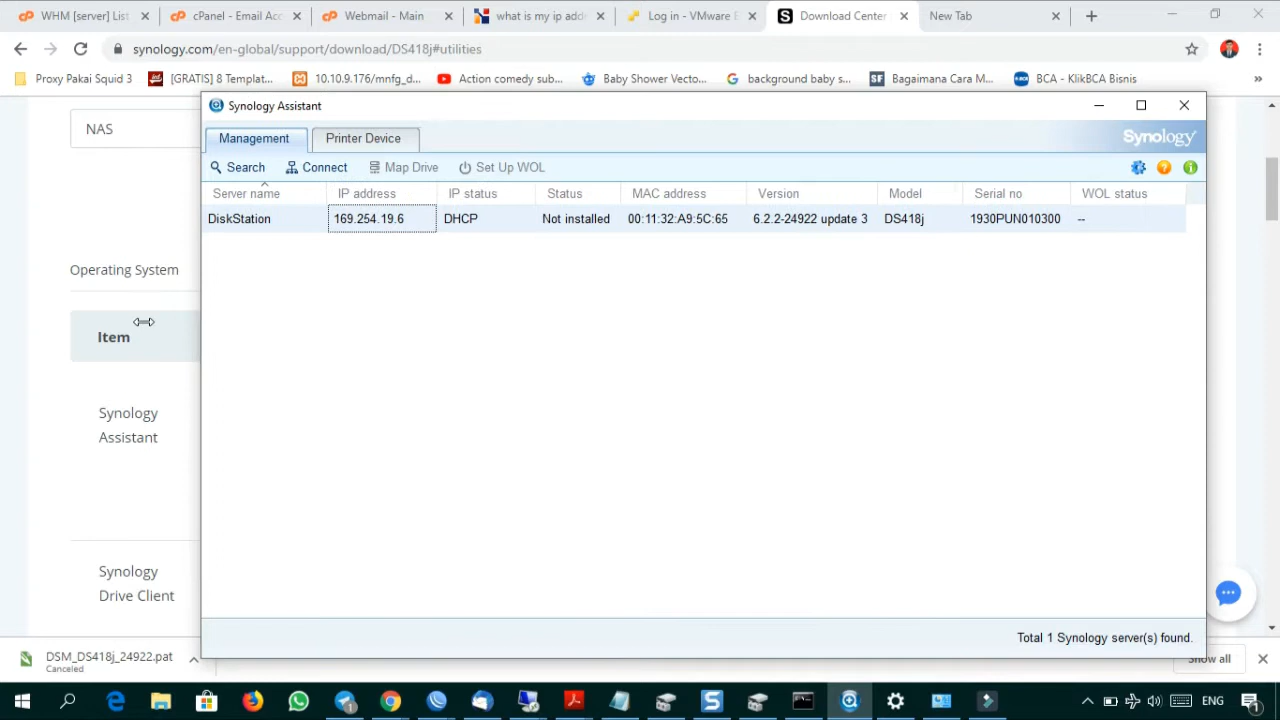 WHM [server] List
cPanel - Email Acc
Webmail - Main
what is my ip addr
Log in - VMware E
Download Center
New Tab
synology.com/en-global/support/download/DS418j#utilities
Proxy Pakai Squid 3
[GRATIS] 8 Templat...
10.10.9.176/mnfg_d...
Action comedy sub...
Baby Shower Vecto...
background baby s...
Bagaimana Cara M...
BCA - KlikBCA Bisnis
»
Synology Assistant
Management
Printer Device
Synology
Search
Connect
Map Drive
Set Up WOL
Server name
IP address
IP status
Status
MAC address
Version
Model
Serial no
WOL status
DiskStation
169.254.19.6
DHCP
Not installed
00:11:32:A9:5C:65
6.2.2-24922 update 3
DS418j
1930PUN010300
--
Total 1 Synology server(s) found.
NAS
Operating System
Item
Synology
Assistant
Synology
Drive Client
DSM_DS418j_24922.pat
Canceled
Show all
ENG
1